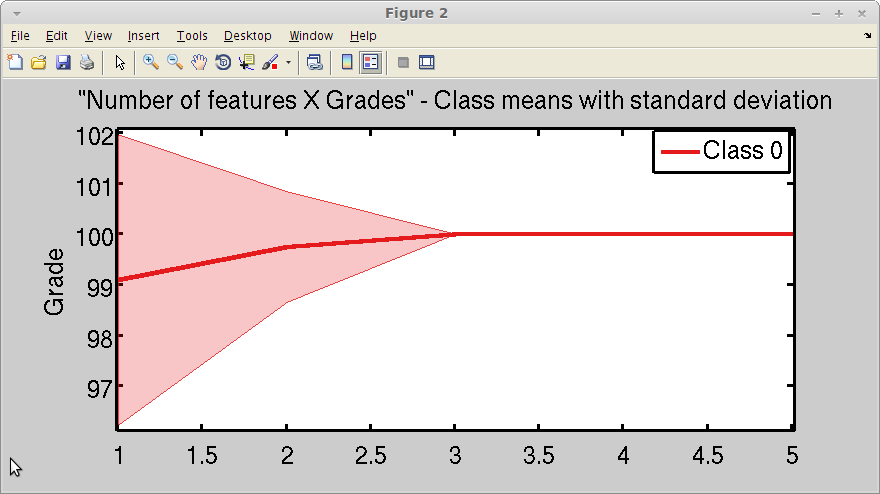 Figure 2
File Edit View Insert Tools Desktop Window Help
"Number of features X Grades" - Class means with standard deviation
Class 0
Grade
102
101
100
99
98
97
1 1.5 2 2.5 3 3.5 4 4.5 5